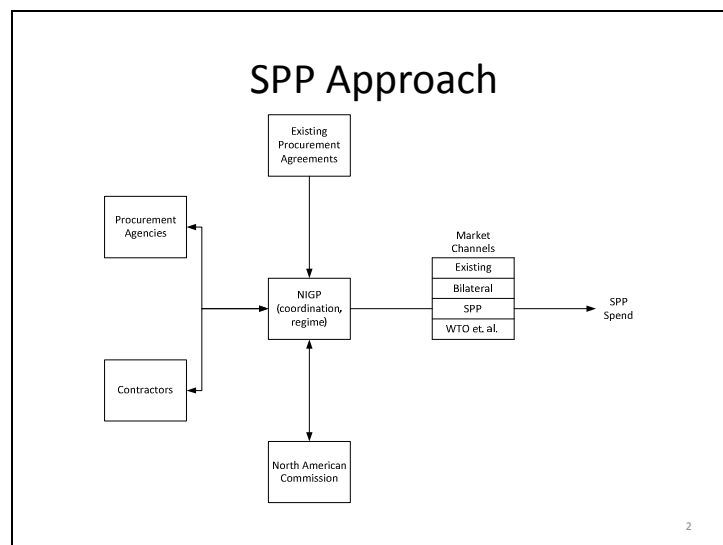 SPP Approach
Existing
Procurement
Agreements
Procurement
Agencies
Market
Channels
Existing
Bilateral
SPP
WTO et. al.
NIGP
(coordination,
regime)
SPP
Spend
Contractors
North American
Commission
2